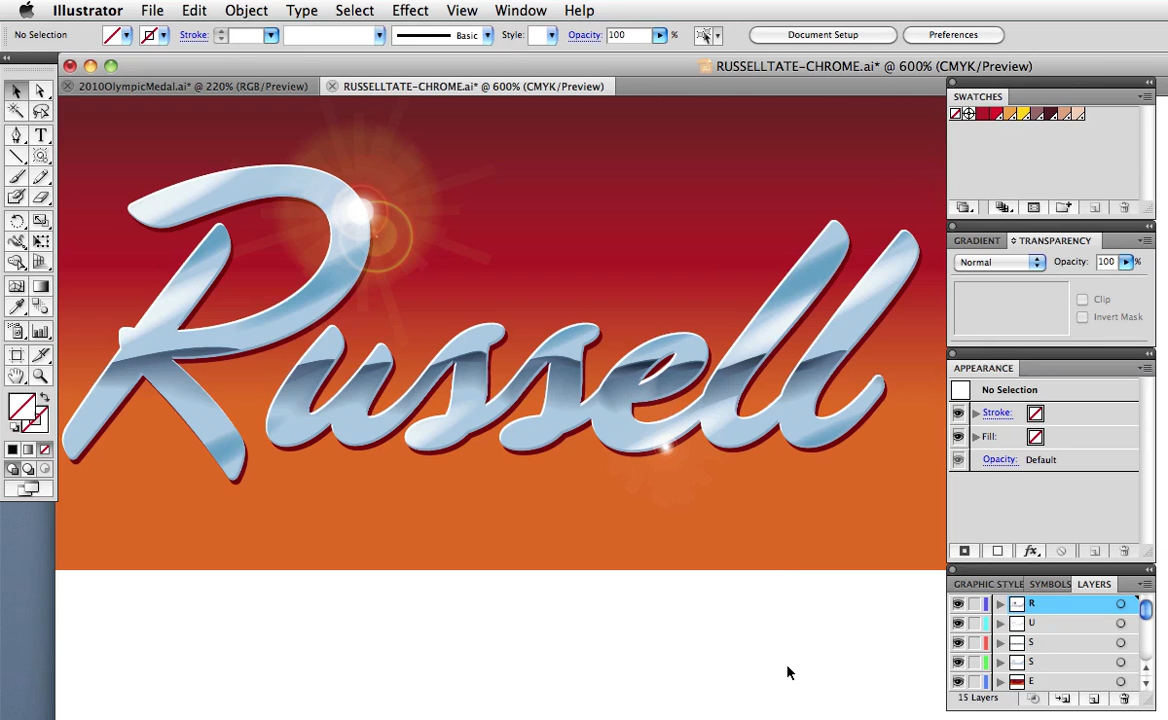 Illustrator File Edit Object Type Select Effect View Window Help
No Selection Stroke: Basic Style: Opacity: 100 % Document Setup Preferences
RUSSELLTATE-CHROME.ai* @ 600% (CMYK/Preview)
2010OlympicMedal.ai* @ 220% (RGB/Preview) RUSSELLTATE-CHROME.ai* @ 600% (CMYK/Preview)
SWATCHES
Russell
GRADIENT TRANSPARENCY
Normal Opacity: 100 %
Clip
Invert Mask
APPEARANCE
No Selection
Stroke:
Fill:
Opacity: Default
fx
GRAPHIC STYLE SYMBOLS LAYERS
R
U
S
S
E
15 Layers